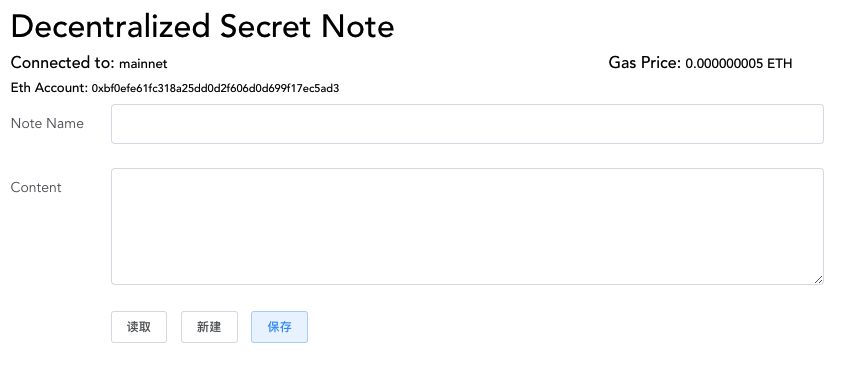 Decentralized Secret Note
Connected to: mainnet Gas Price: 0.000000005 ETH
Eth Account: 0xbf0efe61fc318a25dd0d2f606d0d699f17ec5ad3
Note Name
Content
读取 新建 保存